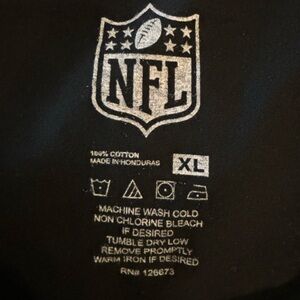 NFL
100% COTTON
MADE IN HONDURAS
XL
MACHINE WASH COLD
NON CHLORINE BLEACH
IF DESIRED
TUMBLE DRY LOW
REMOVE PROMPTLY
WARM IRON IF DESIRED
RN# 126673